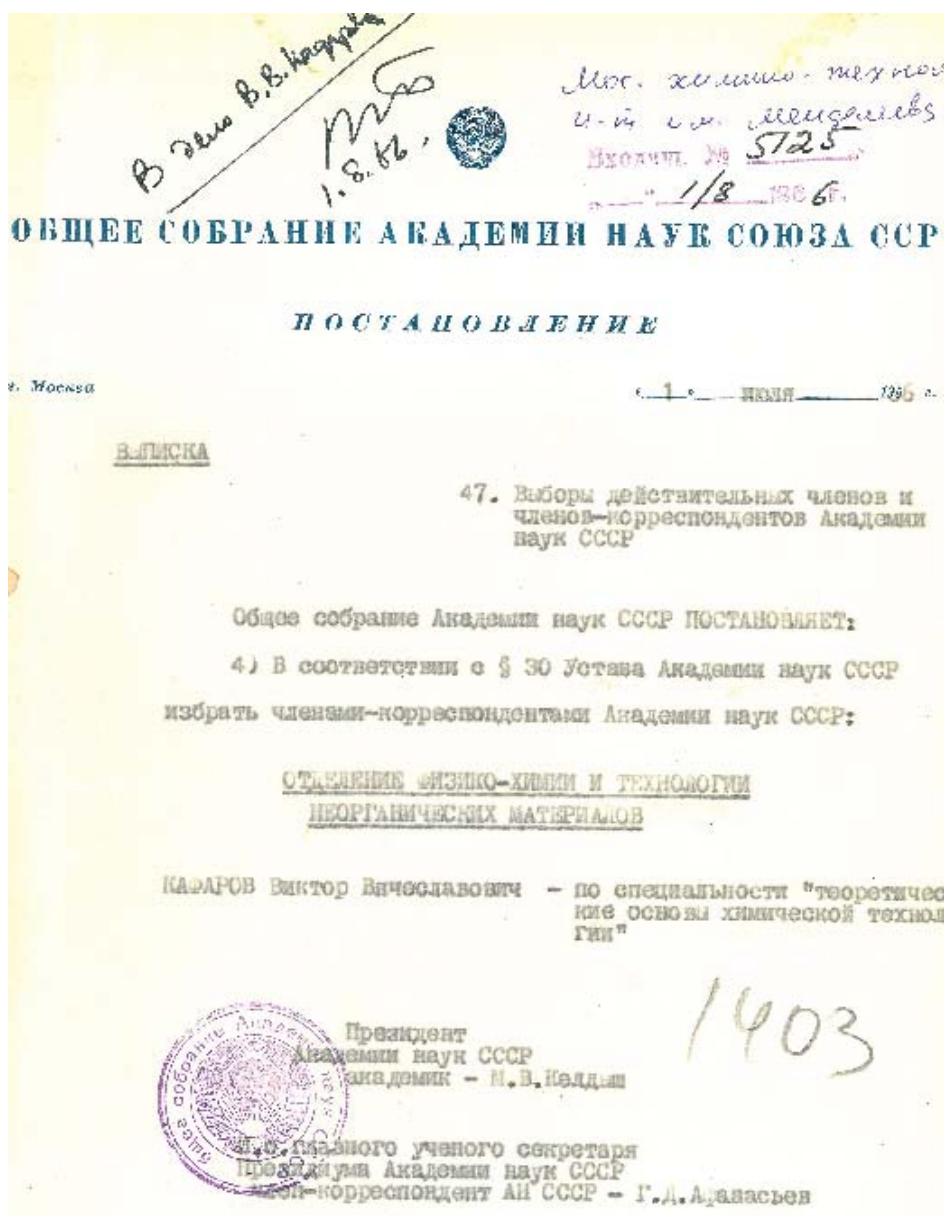 В дело В.В. Кафарова
1.8.66.
Мос. химико-технол
и-т им. Менделеева
Входящ. № 5125
" 1/8 1966г.
ОБЩЕЕ СОБРАНИЕ АКАДЕМИИ НАУК СОЮЗА ССР
ПОСТАНОВЛЕНИЕ
г. Москва
« 1 » июля 1966 г.
ВЫПИСКА
47. Выборы действительных членов и
членов-корреспондентов Академии
наук СССР
Общее собрание Академии наук СССР ПОСТАНОВЛЯЕТ:
4) В соответствии с § 30 Устава Академии наук СССР
избрать членами-корреспондентами Академии наук СССР:
ОТДЕЛЕНИЕ ФИЗИКО-ХИМИИ И ТЕХНОЛОГИИ
НЕОРГАНИЧЕСКИХ МАТЕРИАЛОВ
КАФАРОВ Виктор Вячеславович – по специальности "теоретичес
кие основы химической технол
гии"
1403
Президент
Академии наук СССР
академик – М.В.Келдыш
И.о.главного ученого секретаря
Президиума Академии наук СССР
член-корреспондент АН СССР – Г.Д.Афанасьев